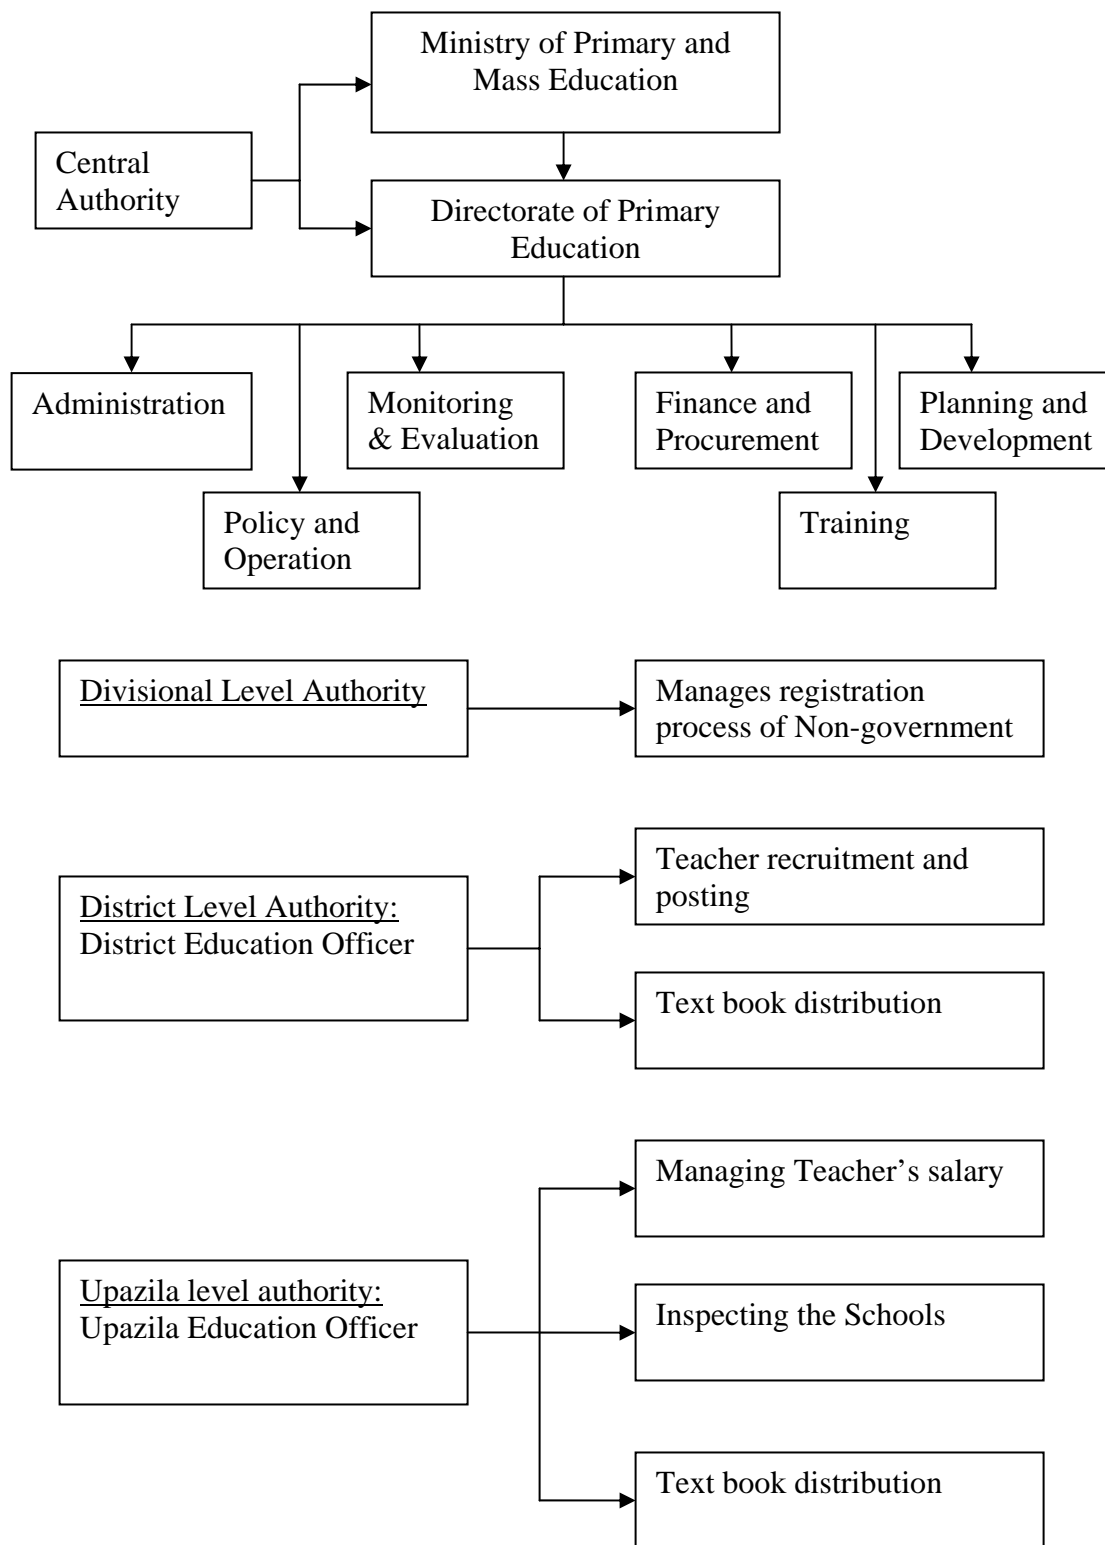 Ministry of Primary and
Mass Education
Central
Authority
Directorate of Primary
Education
Administration
Monitoring
& Evaluation
Finance and
Procurement
Planning and
Development
Policy and
Operation
Training
Divisional Level Authority
Manages registration
process of Non-government
Teacher recruitment and
posting
District Level Authority:
District Education Officer
Text book distribution
Managing Teacher’s salary
Upazila level authority:
Upazila Education Officer
Inspecting the Schools
Text book distribution